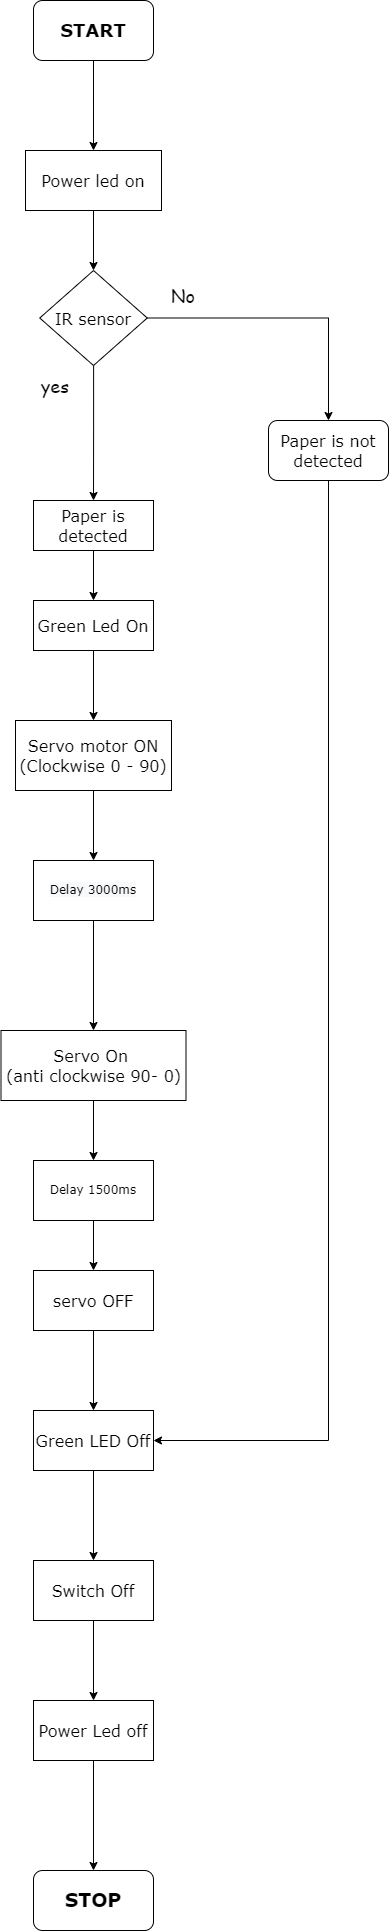 START
Power led on
IR sensor
No
yes
Paper is not
detected
Paper is
detected
Green Led On
Servo motor ON
(Clockwise 0 - 90)
Delay 3000ms
Servo On
(anti clockwise 90- 0)
Delay 1500ms
servo OFF
Green LED Off
Switch Off
Power Led off
STOP